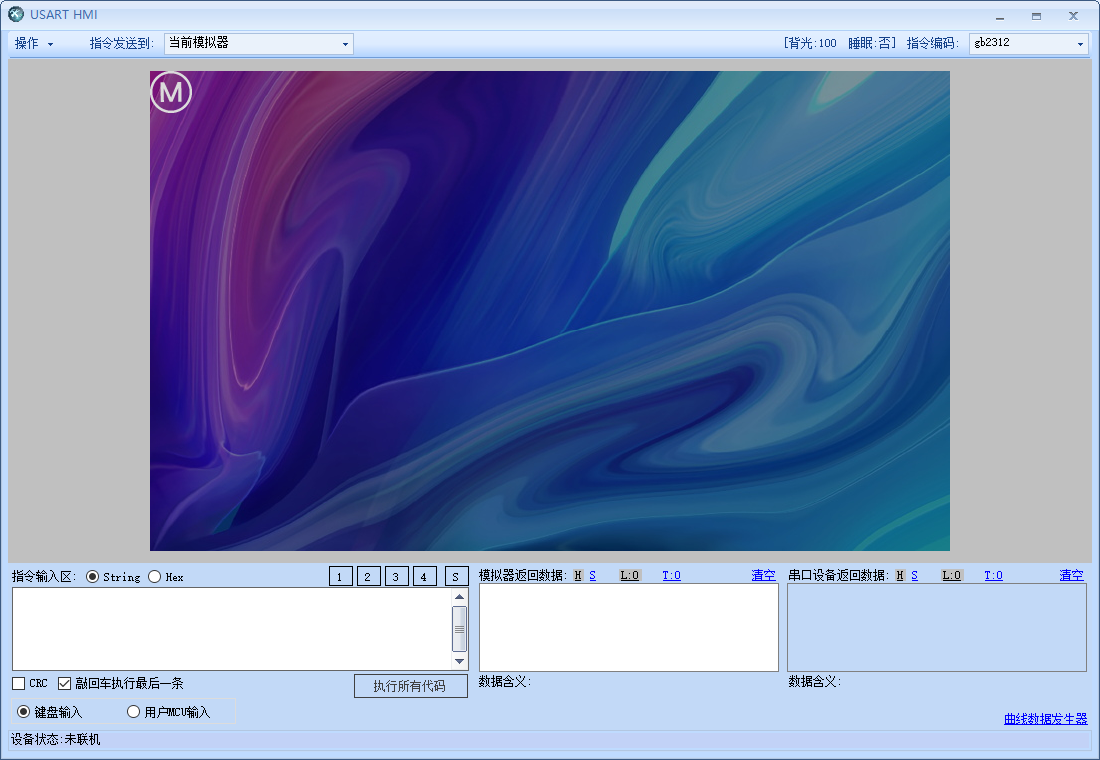 USART HMI
操作 指令发送到: 当前模拟器 [背光:100 睡眠:否] 指令编码: gb2312
M
指令输入区: String Hex 1 2 3 4 S 模拟器返回数据: H S L:0 T:0 清空 串口设备返回数据: H S L:0 T:0 清空
CRC 敲回车执行最后一条 执行所有代码 数据含义: 数据含义:
键盘输入 用户MCU输入 曲线数据发生器
设备状态:未联机